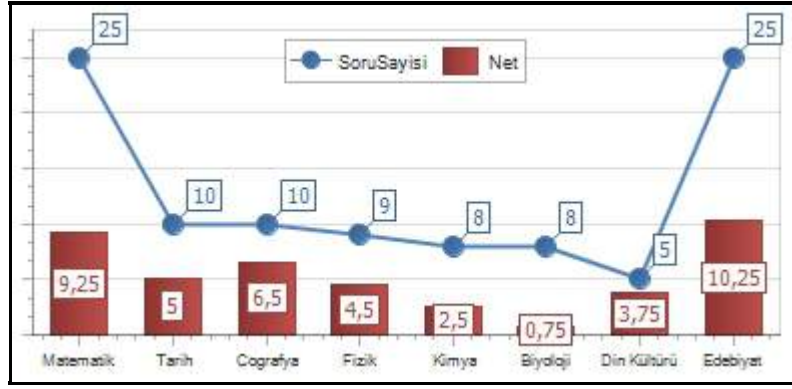 25
25
SoruSayisi
Net
10
10
9
8
8
5
9,25
5
6,5
4,5
2,5
0,75
3,75
10,25
Matematik
Tarih
Cografya
Fizik
Kimya
Biyoloji
Din Kültürü
Edebiyat